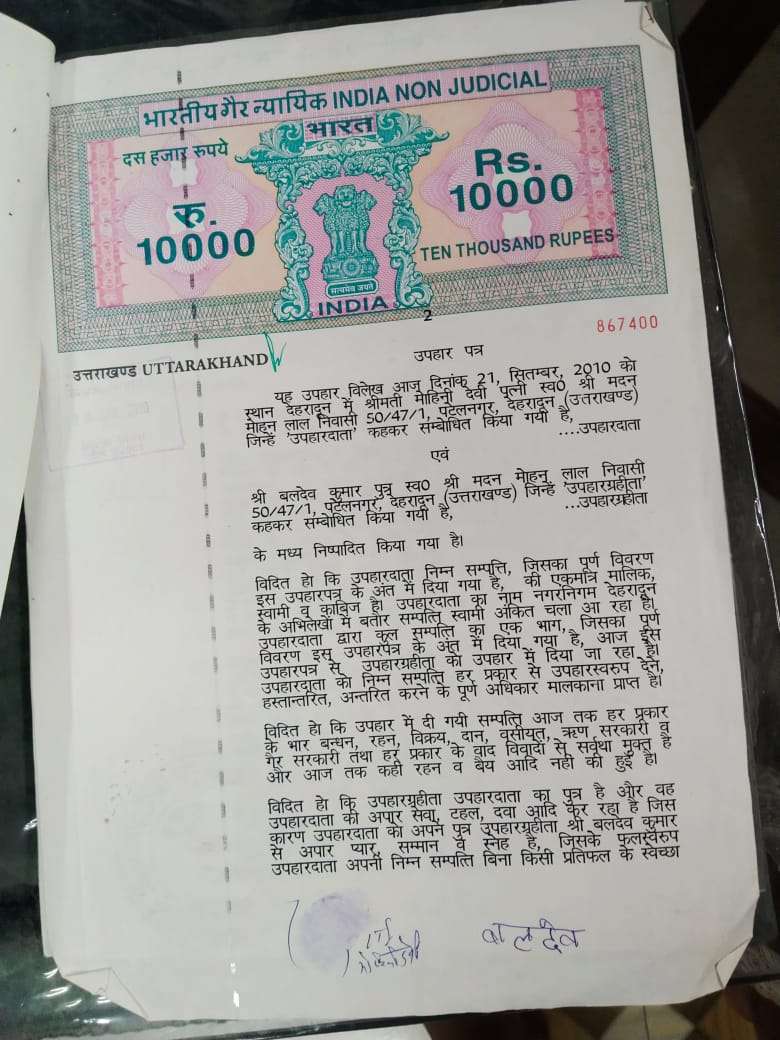 भारतीय गैर न्यायिक INDIA NON JUDICIAL
भारत
दस हजार रुपये
रु.
10000
Rs.
10000
TEN THOUSAND RUPEES
सत्यमेव जयते
INDIA
2
867400
उत्तराखण्ड UTTARAKHAND
उपहार पत्र
यह उपहार विलेख आज दिनांक 21, सितम्बर, 2010 को
स्थान देहरादून में श्रीमती मोहिनी देवी पत्नी स्व0 श्री मदन
मोहन लाल निवासी 50/47/1, पटेलनगर, देहरादून (उत्तराखण्ड)
जिन्हें 'उपहारदाता' कहकर सम्बोधित किया गयी है,
....उपहारदाता
एवं
श्री बलदेव कुमार पुत्र स्व0 श्री मदन मोहन लाल निवासी
50/47/1, पटेलनगर, देहरादून (उत्तराखण्ड) जिन्हें 'उपहारग्रहीता'
कहकर सम्बोधित किया गयी है,
...उपहारग्रहीता
के मध्य निष्पादित किया गया है।
विदित हो कि उपहारदाता निम्न सम्पत्ति, जिसका पूर्ण विवरण
इस उपहारपत्र के अंत में दिया गया है, की एकमात्र मालिक,
स्वामी व काबिज है। उपहारदाता का नाम नगरनिगम देहरादून
के अभिलेखों में बतौर सम्पत्ति स्वामी अंकित चला आ रहा है।
उपहारदाता द्वारा कुल सम्पत्ति का एक भाग, जिसका पूर्ण
विवरण इस उपहारपत्र के अंत में दिया गया है, आज इस
उपहारपत्र से उपहारग्रहीता को उपहार में दिया जा रहा है।
उपहारदाता को निम्न सम्पत्ति हर प्रकार से उपहारस्वरुप देने,
हस्तान्तरित, अन्तरित करने के पूर्ण अधिकार मालकाना प्राप्त है।
विदित हो कि उपहार में दी गयी सम्पत्ति आज तक हर प्रकार
के भार बन्धन, रहन, विक्रय, दान, वसीयत, ऋण सरकारी व
गैर सरकारी तथा हर प्रकार के वाद विवादों से सर्वथा मुक्त है
और आज तक कही रहन व बैय आदि नही की हुई है।
विदित हो कि उपहारग्रहीता उपहारदाता का पुत्र है और वह
उपहारदाता की अपार सेवा, टहल, दवा आदि कर रहा है जिस
कारण उपहारदाता को अपने पुत्र उपहारग्रहीता श्री बलदेव कुमार
से अपार प्यार, सम्मान व स्नेह है, जिसके फलस्वरुप
उपहारदाता अपनी निम्न सम्पत्ति बिना किसी प्रतिफल के स्वेच्छा
LTI
बलदेव